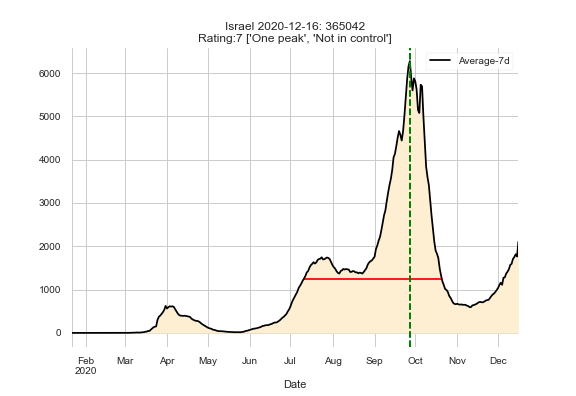 Israel 2020-12-16: 365042
Rating:7 ['One peak', 'Not in control']
Average-7d
6000
5000
4000
3000
2000
1000
0
Feb Mar Apr May Jun Jul Aug Sep Oct Nov Dec
2020
Date